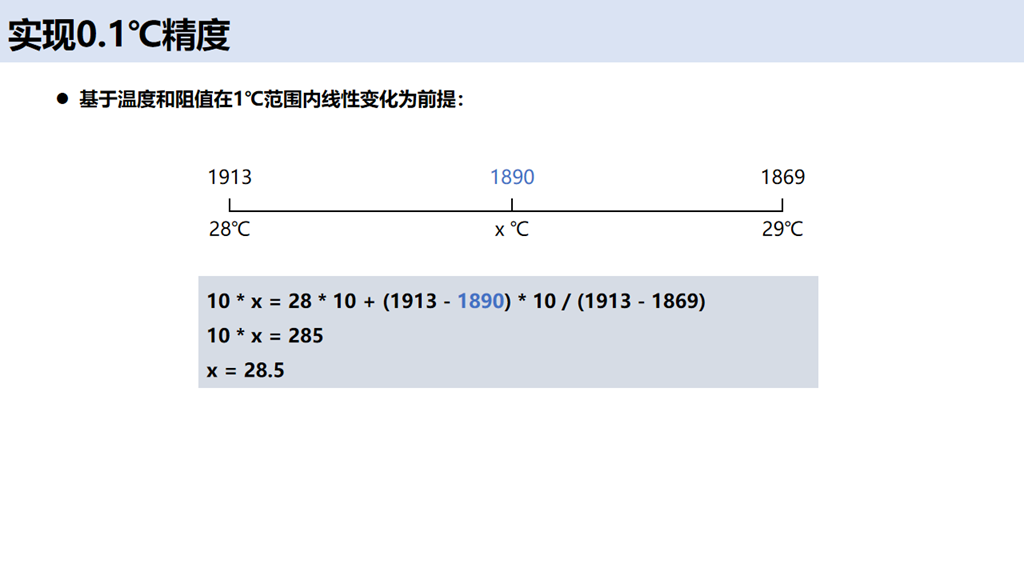 实现0.1℃精度
● 基于温度和阻值在1℃范围内线性变化为前提：
1913 1890 1869
28℃ x ℃ 29℃
10 * x = 28 * 10 + (1913 - 1890) * 10 / (1913 - 1869)
10 * x = 285
x = 28.5